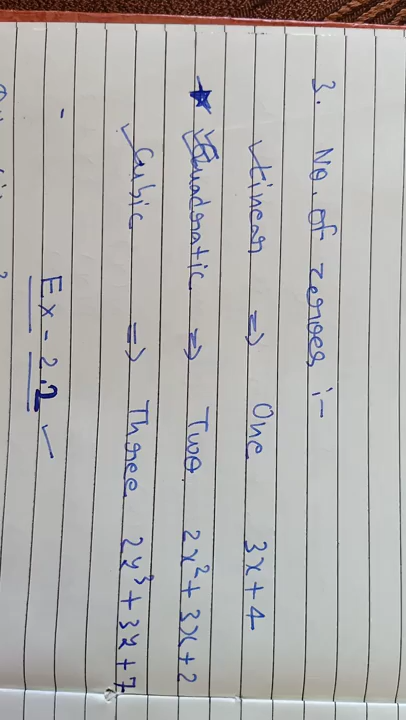 3. No. of zeroes :-
Linear ⇒ One 3x+4
★ Quadratic ⇒ Two 2x²+3x+2
Cubic ⇒ Three 2x³+3x+7
Ex-2.2